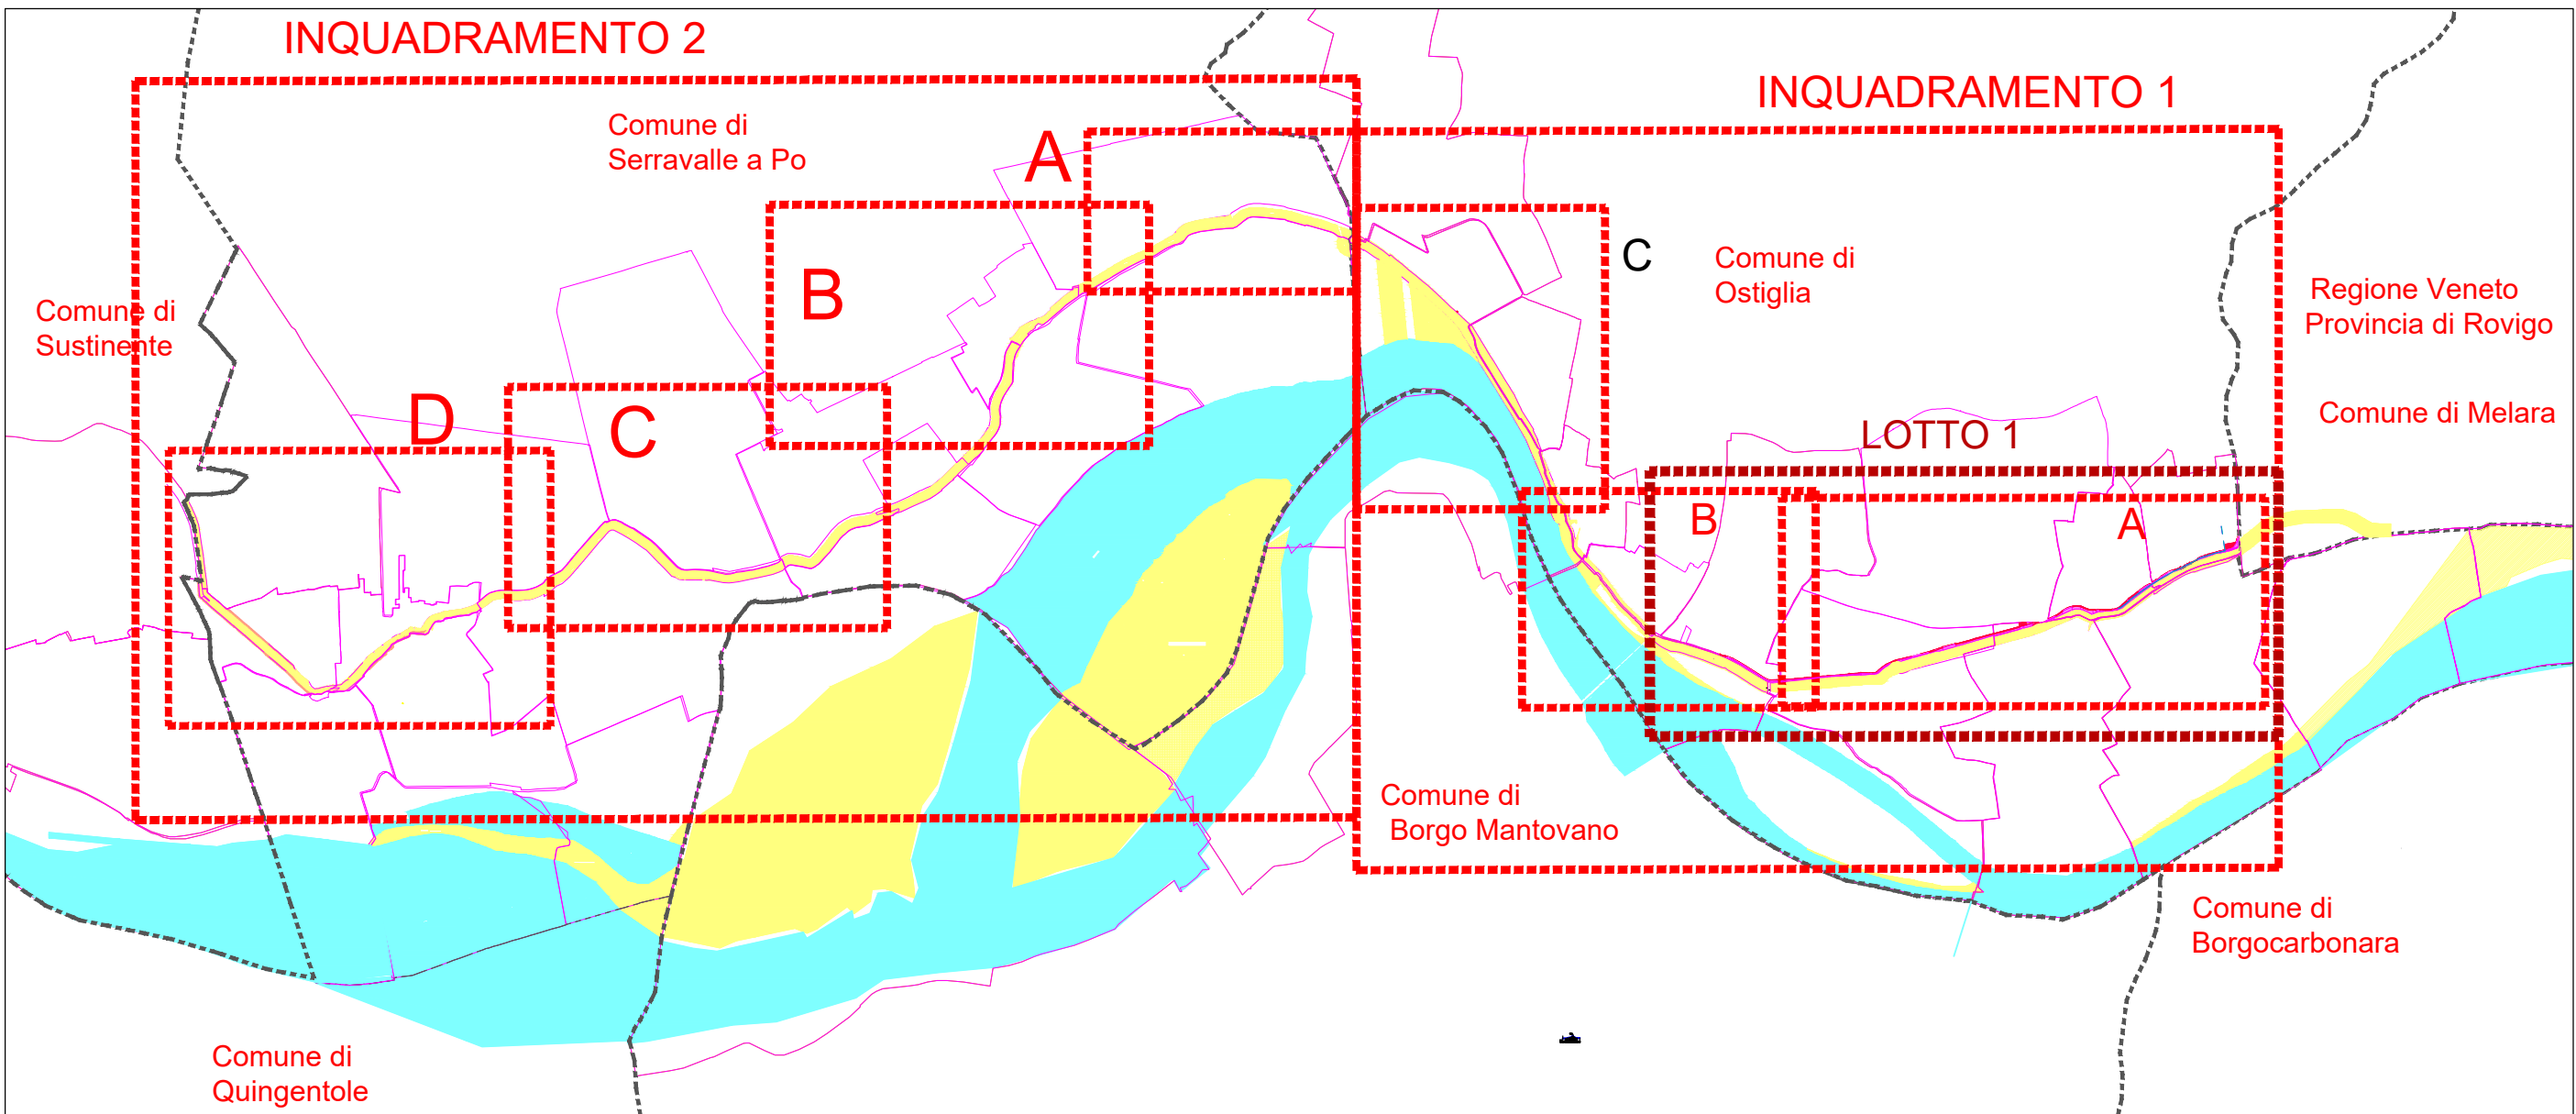 INQUADRAMENTO 2
INQUADRAMENTO 1
Comune di
Serravalle a Po
A
B
C
Comune di
Ostiglia
Regione Veneto
Provincia di Rovigo
Comune di
Sustinente
D
C
Comune di Melara
LOTTO 1
B
A
Comune di
Borgo Mantovano
Comune di
Borgocarbonara
Comune di
Quingentole